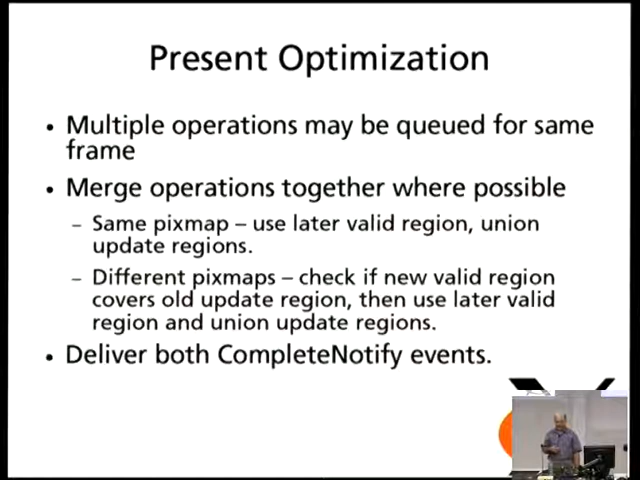 Present Optimization
• Multiple operations may be queued for same
frame
• Merge operations together where possible
– Same pixmap – use later valid region, union
update regions.
– Different pixmaps – check if new valid region
covers old update region, then use later valid
region and union update regions.
• Deliver both CompleteNotify events.